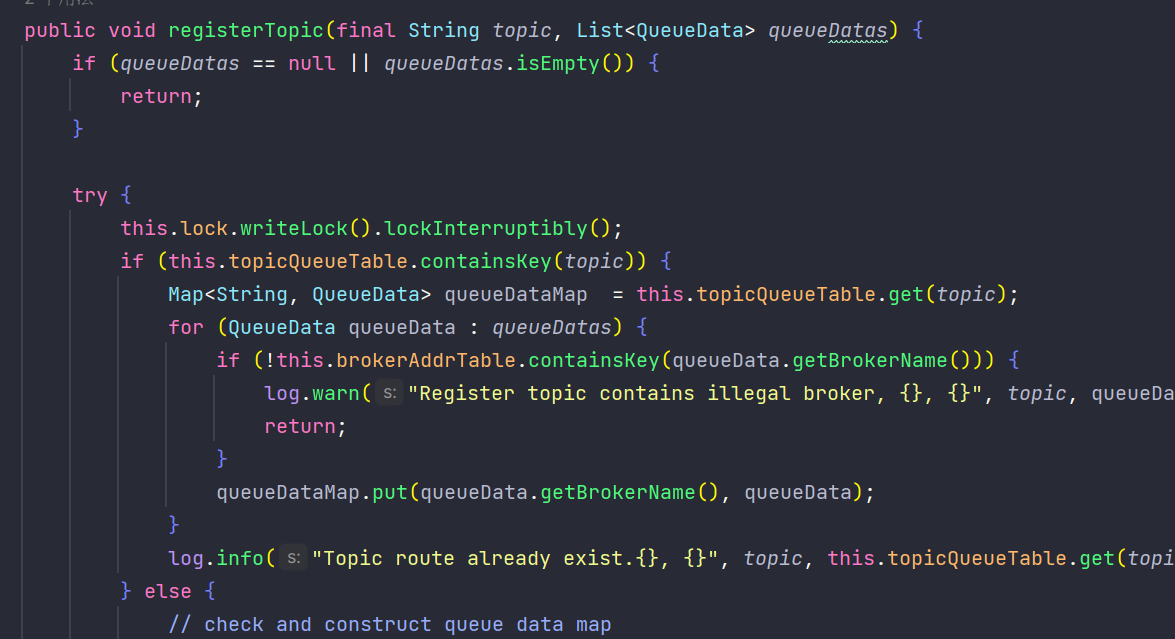 public void registerTopic(final String topic, List<QueueData> queueDatas) {
if (queueDatas == null || queueDatas.isEmpty()) {
return;
}
try {
this.lock.writeLock().lockInterruptibly();
if (this.topicQueueTable.containsKey(topic)) {
Map<String, QueueData> queueDataMap  = this.topicQueueTable.get(topic);
for (QueueData queueData : queueDatas) {
if (!this.brokerAddrTable.containsKey(queueData.getBrokerName())) {
log.warn( s: "Register topic contains illegal broker, {}, {}", topic, queueDa
return;
}
queueDataMap.put(queueData.getBrokerName(), queueData);
}
log.info( s: "Topic route already exist.{}, {}", topic, this.topicQueueTable.get(topi
} else {
// check and construct queue data map